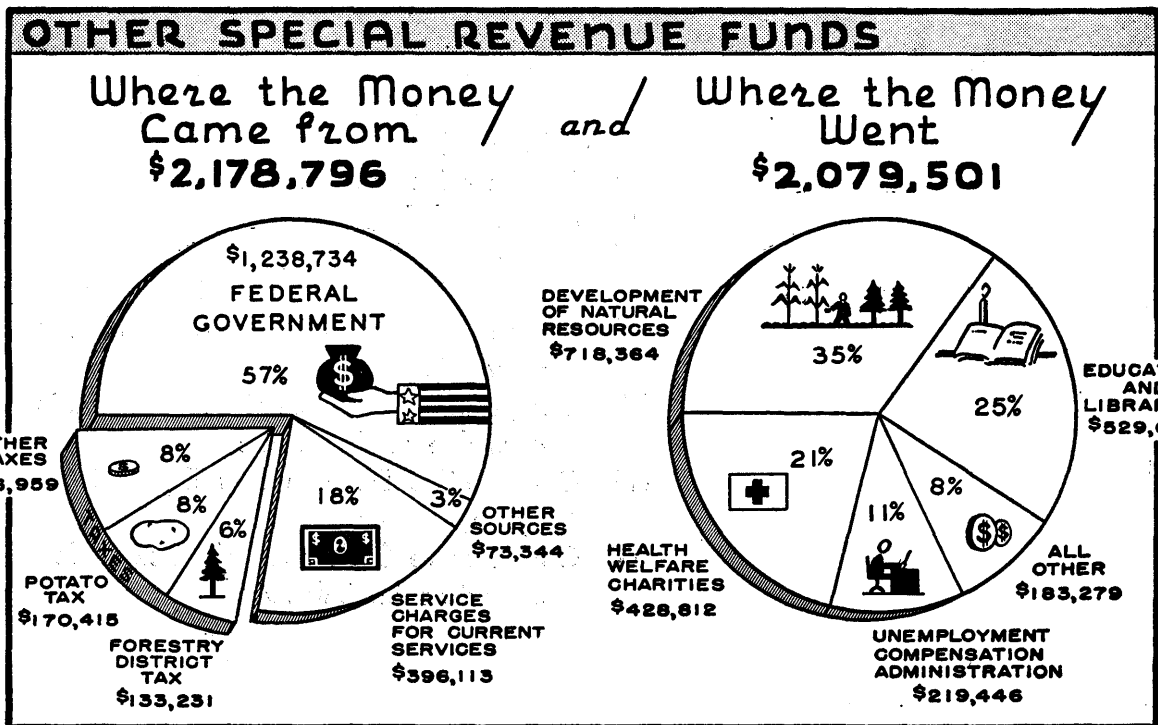 OTHER SPECIAL REVENUE FUNDS
Where the Money
Came from
$2,178,796
and
Where the Money
Went
$2,079,501
$1,238,734
FEDERAL
GOVERNMENT
57%
8%
8%
6%
18%
3%
TAXES
OTHER
SOURCES
$73,344
SERVICE
CHARGES
FOR CURRENT
SERVICES
$396,113
FORESTRY
DISTRICT
TAX
$133,231
POTATO
TAX
$170,415
DEVELOPMENT
OF NATURAL
RESOURCES
$718,364
35%
25%
AND
8%
ALL
OTHER
$183,279
11%
UNEMPLOYMENT
COMPENSATION
ADMINISTRATION
$219,446
21%
HEALTH
WELFARE
CHARITIES
$428,812